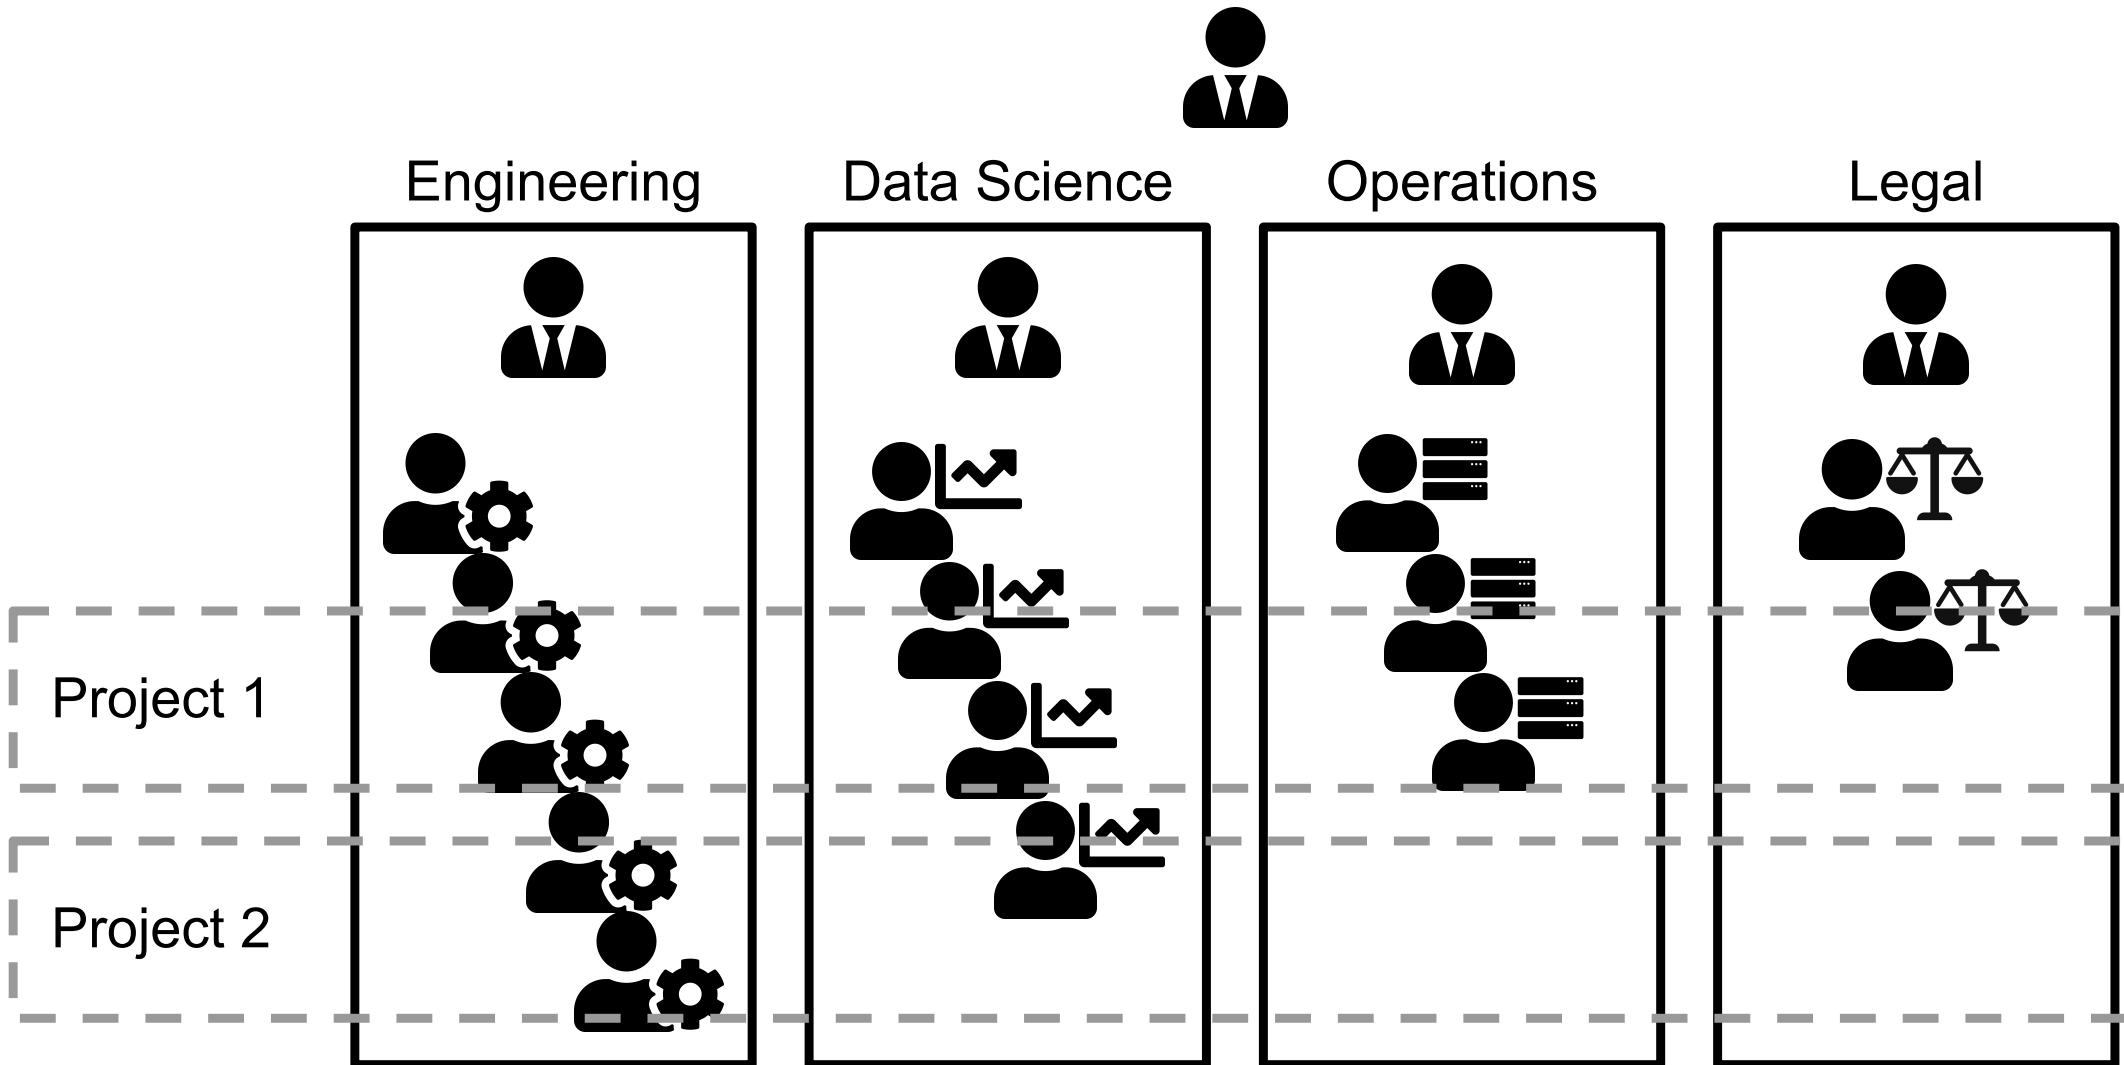 Engineering
Data Science
Operations
Legal
Project 1
Project 2